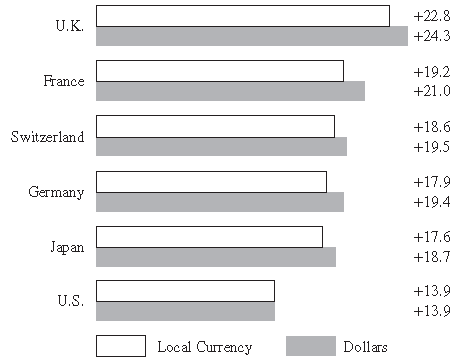 U.K.
+22.8
+24.3
France
+19.2
+21.0
Switzerland
+18.6
+19.5
Germany
+17.9
+19.4
Japan
+17.6
+18.7
U.S.
+13.9
+13.9
Local Currency
Dollars